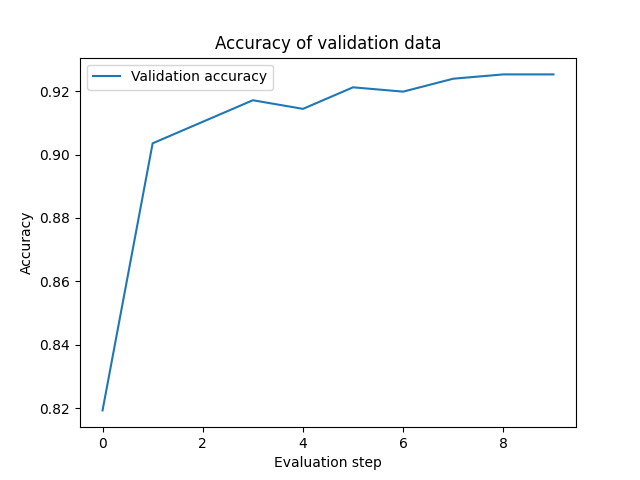 Accuracy of validation data
Validation accuracy
0.92
0.90
0.88
0.86
0.84
0.82
Accuracy
0 2 4 6 8
Evaluation step